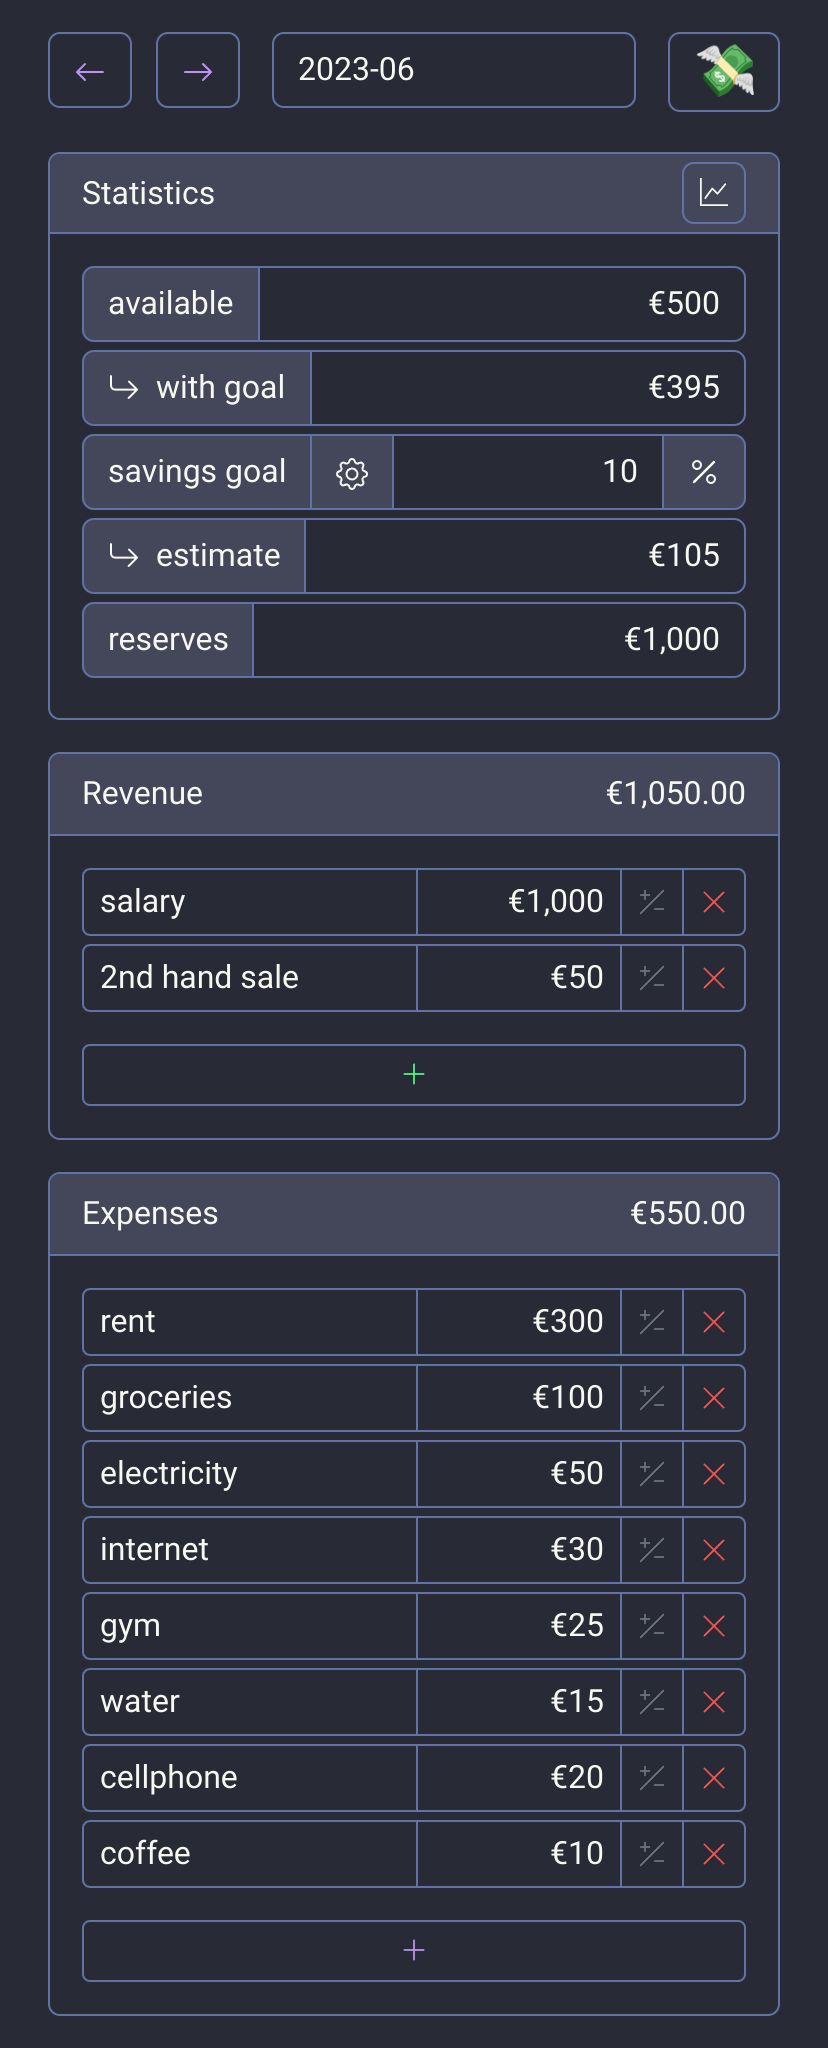 2023-06
Statistics
available €500
with goal €395
savings goal 10 %
estimate €105
reserves €1,000
Revenue €1,050.00
salary €1,000
2nd hand sale €50
+
Expenses €550.00
rent €300
groceries €100
electricity €50
internet €30
gym €25
water €15
cellphone €20
coffee €10
+